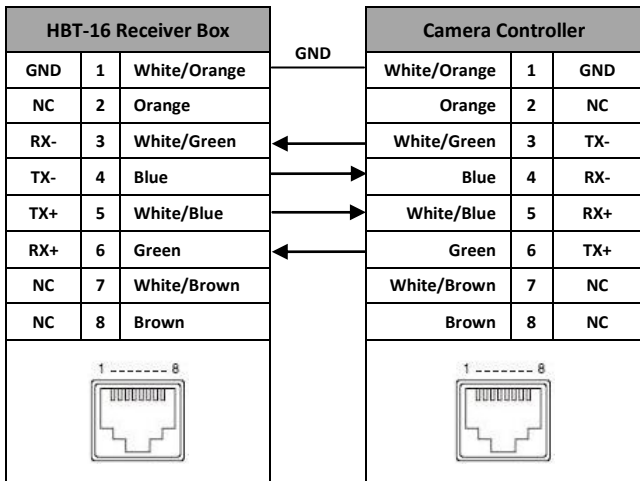 HBT-16 Receiver Box GND Camera Controller
GND 1 White/Orange White/Orange 1 GND
NC 2 Orange Orange 2 NC
RX- 3 White/Green White/Green 3 TX-
TX- 4 Blue Blue 4 RX-
TX+ 5 White/Blue White/Blue 5 RX+
RX+ 6 Green Green 6 TX+
NC 7 White/Brown White/Brown 7 NC
NC 8 Brown Brown 8 NC
1 ------- 8 1 ------- 8